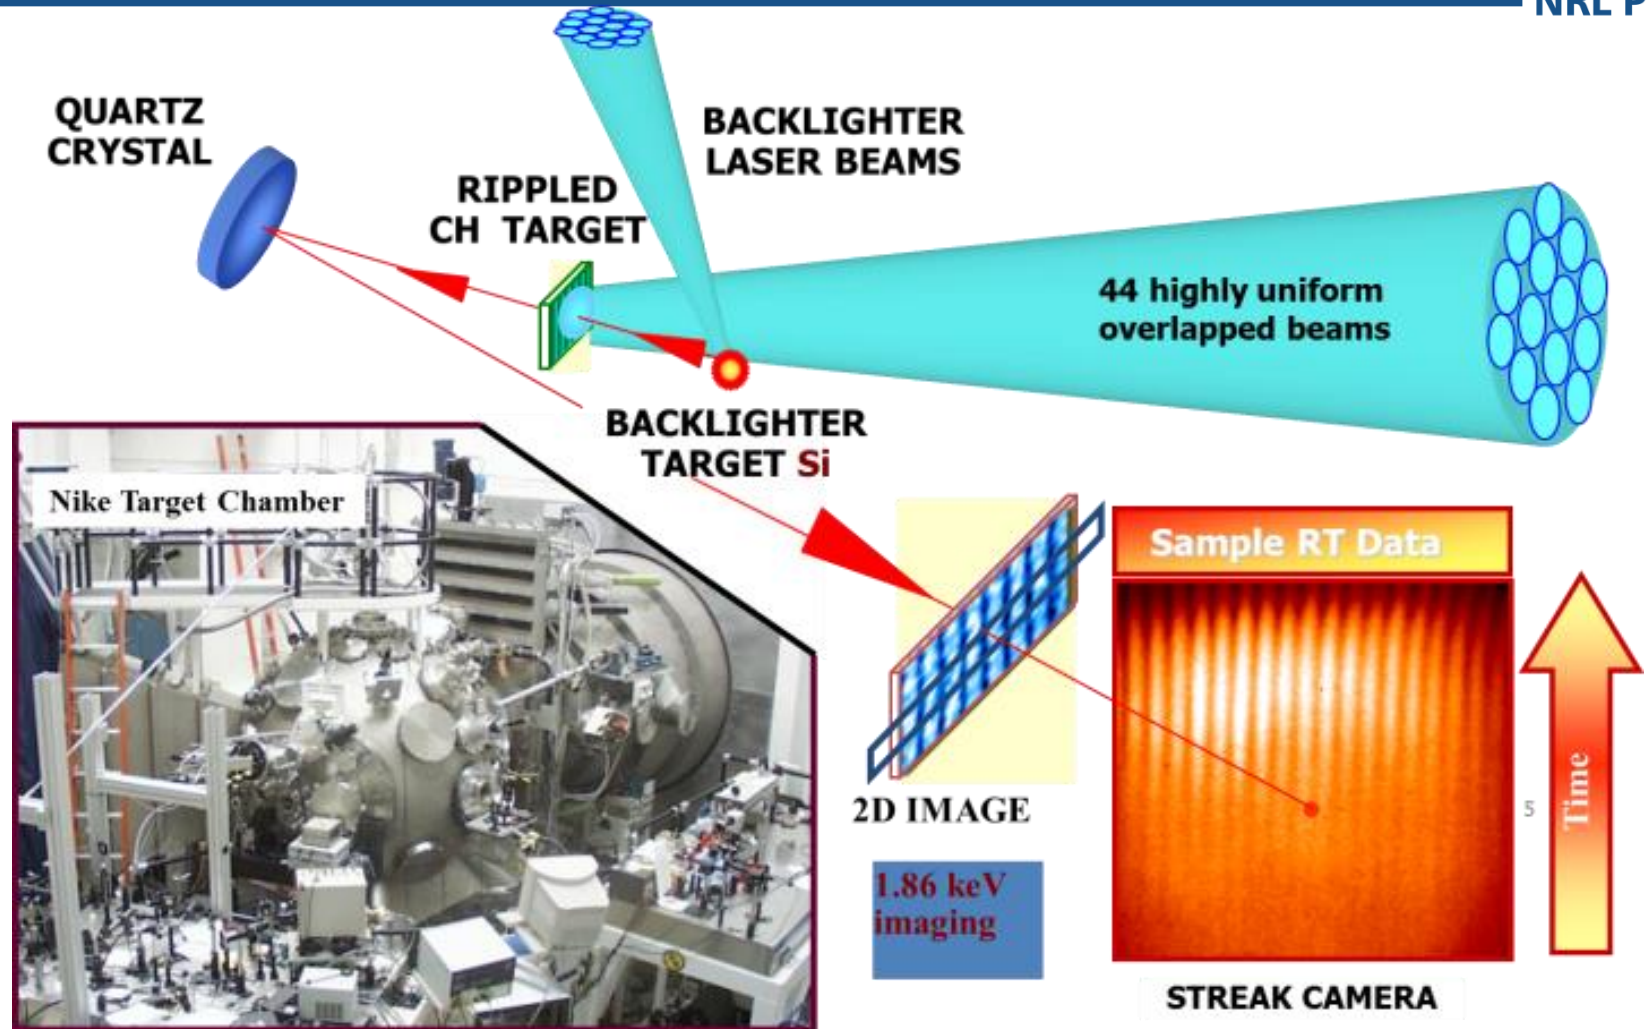 NRL P
QUARTZ
CRYSTAL
BACKLIGHTER
LASER BEAMS
RIPPLED
CH TARGET
44 highly uniform
overlapped beams
BACKLIGHTER
TARGET Si
Nike Target Chamber
Sample RT Data
Time
5
2D IMAGE
1.86 keV
imaging
STREAK CAMERA